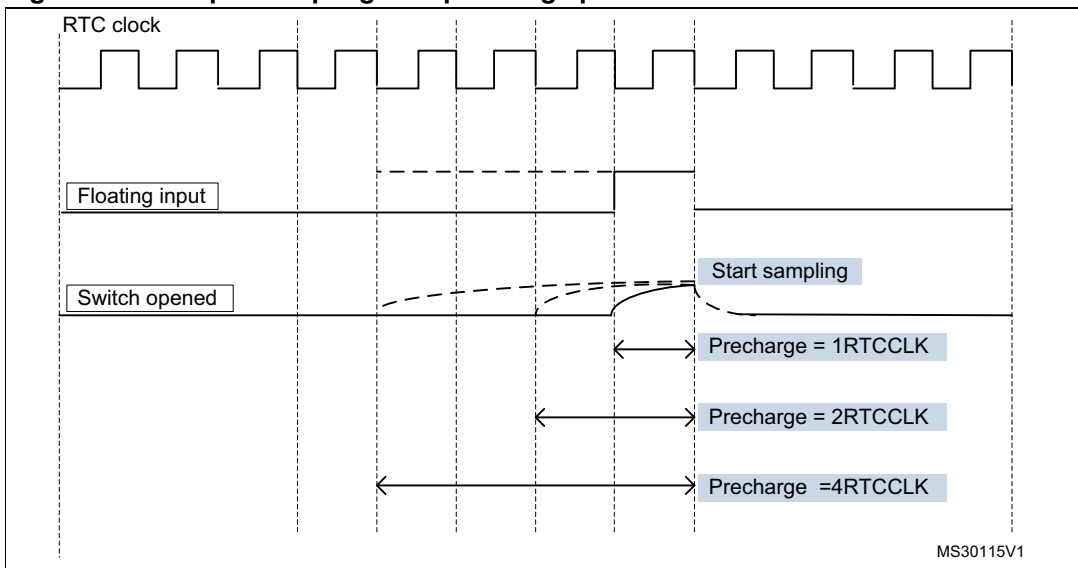 RTC clock
Floating input
Start sampling
Switch opened
Precharge = 1RTCCLK
Precharge = 2RTCCLK
Precharge =4RTCCLK
MS30115V1